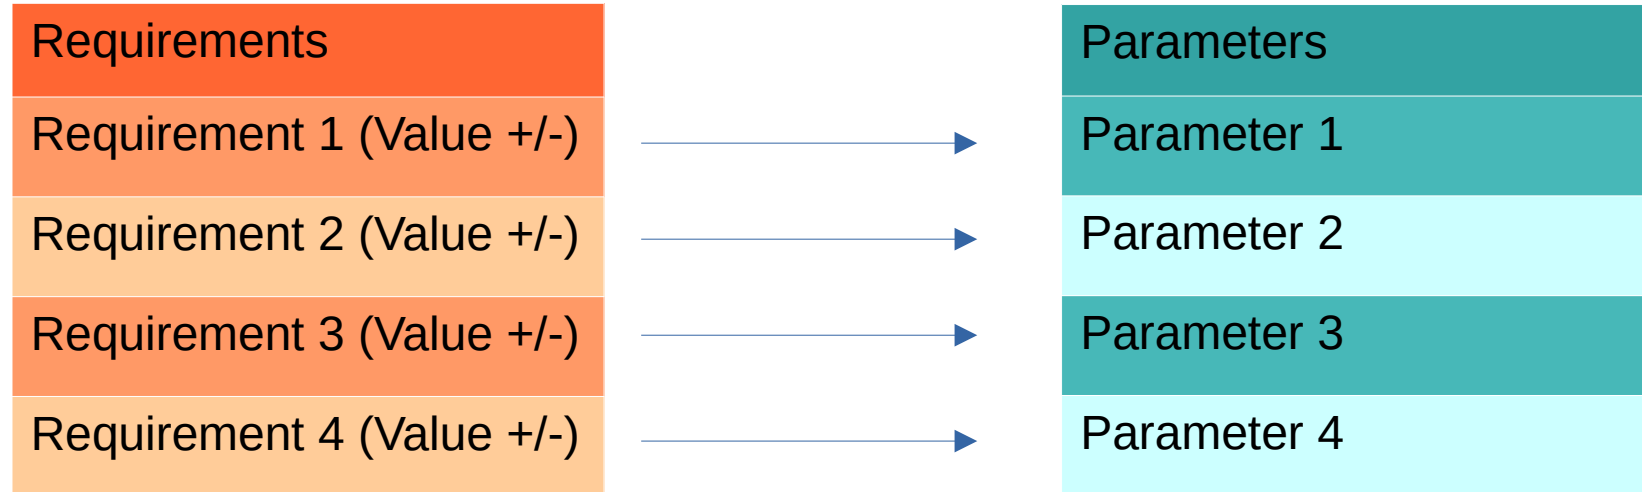 Requirements
Parameters
Requirement 1 (Value +/-)
Parameter 1
Requirement 2 (Value +/-)
Parameter 2
Requirement 3 (Value +/-)
Parameter 3
Requirement 4 (Value +/-)
Parameter 4